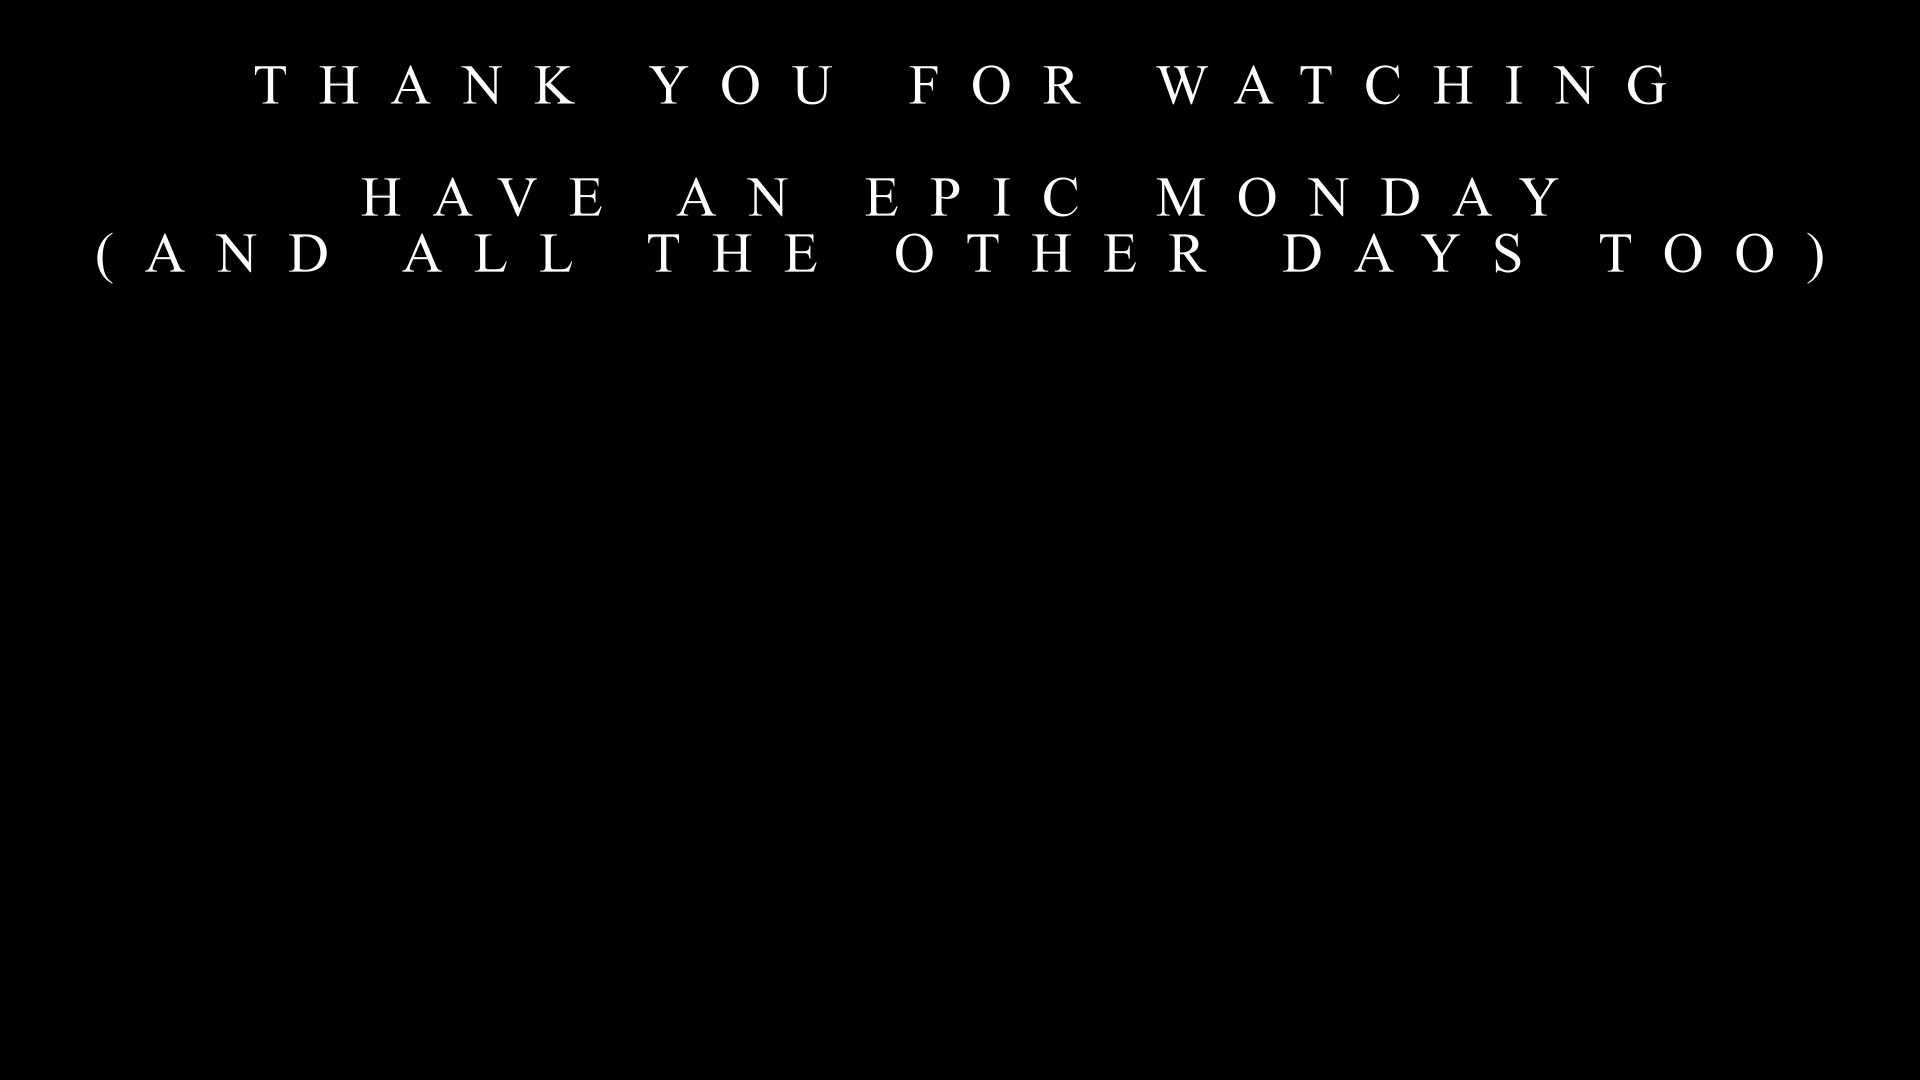 THANK YOU FOR WATCHING
HAVE AN EPIC MONDAY
(AND ALL THE OTHER DAYS TOO)